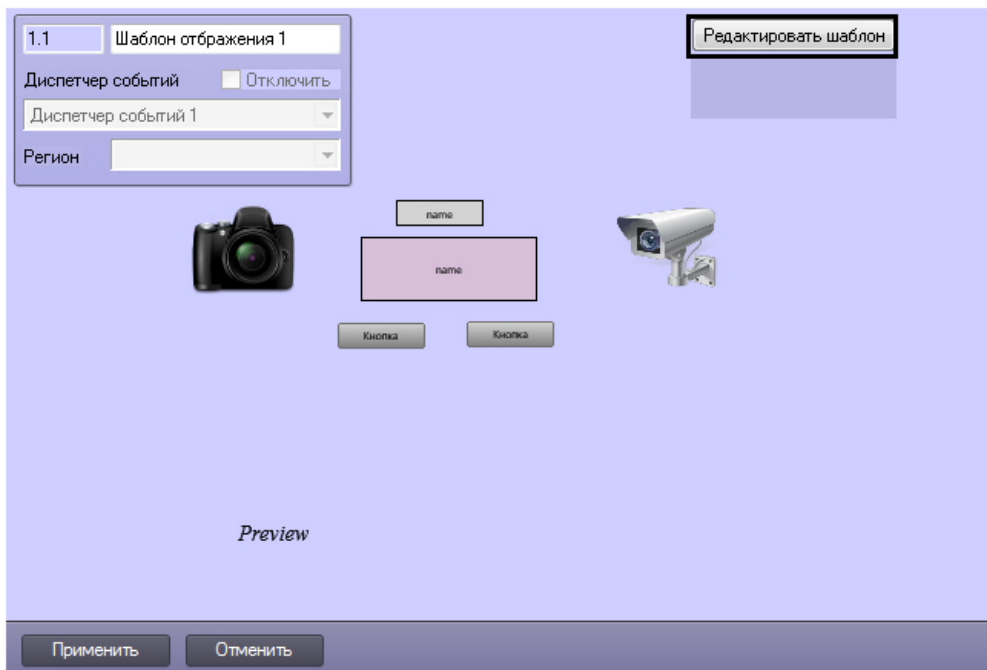 1.1 Шаблон отбражения 1
Редактировать шаблон
Диспетчер событий Отключить
Диспетчер событий 1
Регион
name
name
Кнопка Кнопка
Preview
Применить Отменить